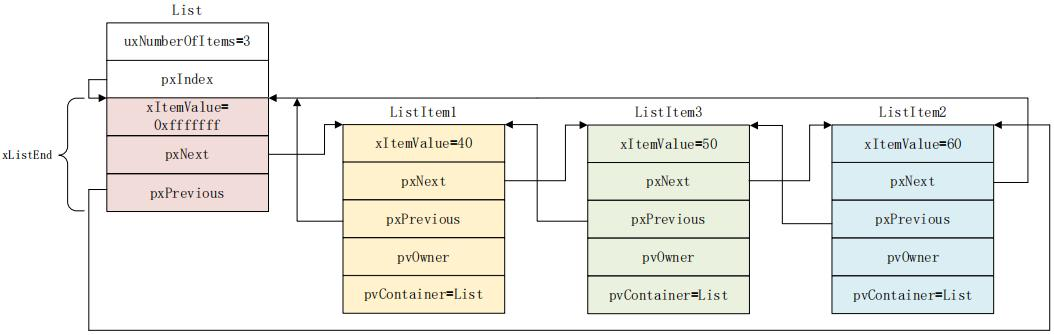 List
uxNumberOfItems=3
pxIndex
xItemValue=
0xfffffff
pxNext
pxPrevious
xListEnd
ListItem1
xItemValue=40
pxNext
pxPrevious
pvOwner
pvContainer=List
ListItem3
xItemValue=50
pxNext
pxPrevious
pvOwner
pvContainer=List
ListItem2
xItemValue=60
pxNext
pxPrevious
pvOwner
pvContainer=List